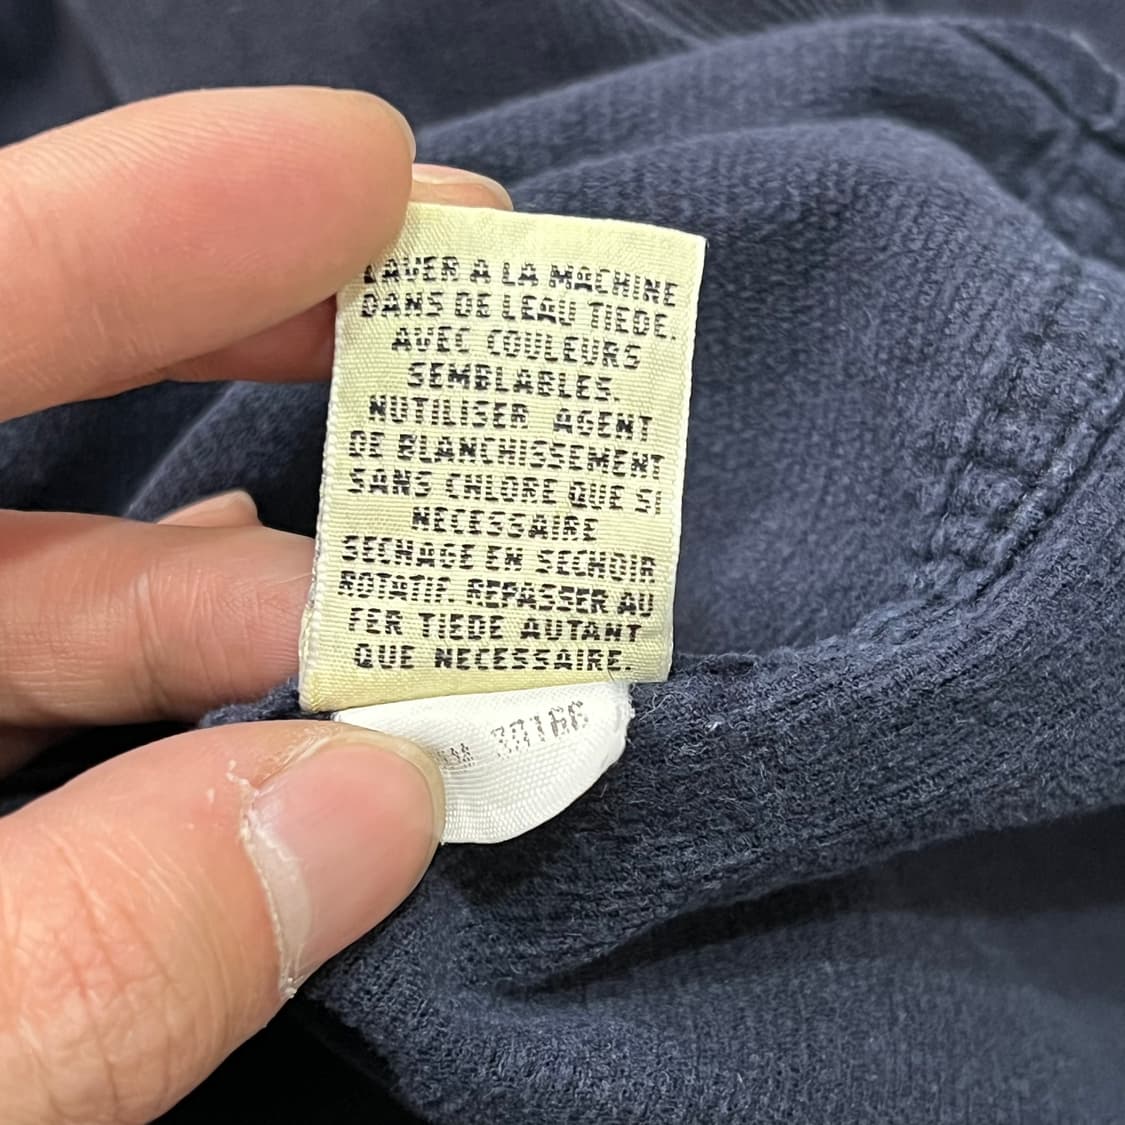 LAVER A LA MACHINE
DANS DE LEAU TIEDE.
AVEC COULEURS
SEMBLABLES.
NUTILISER AGENT
DE BLANCHISSEMENT
SANS CHLORE QUE SI
NECESSAIRE
SECHAGE EN SECHOIR
ROTATIF. REPASSER AU
FER TIEDE AUTANT
QUE NECESSAIRE.